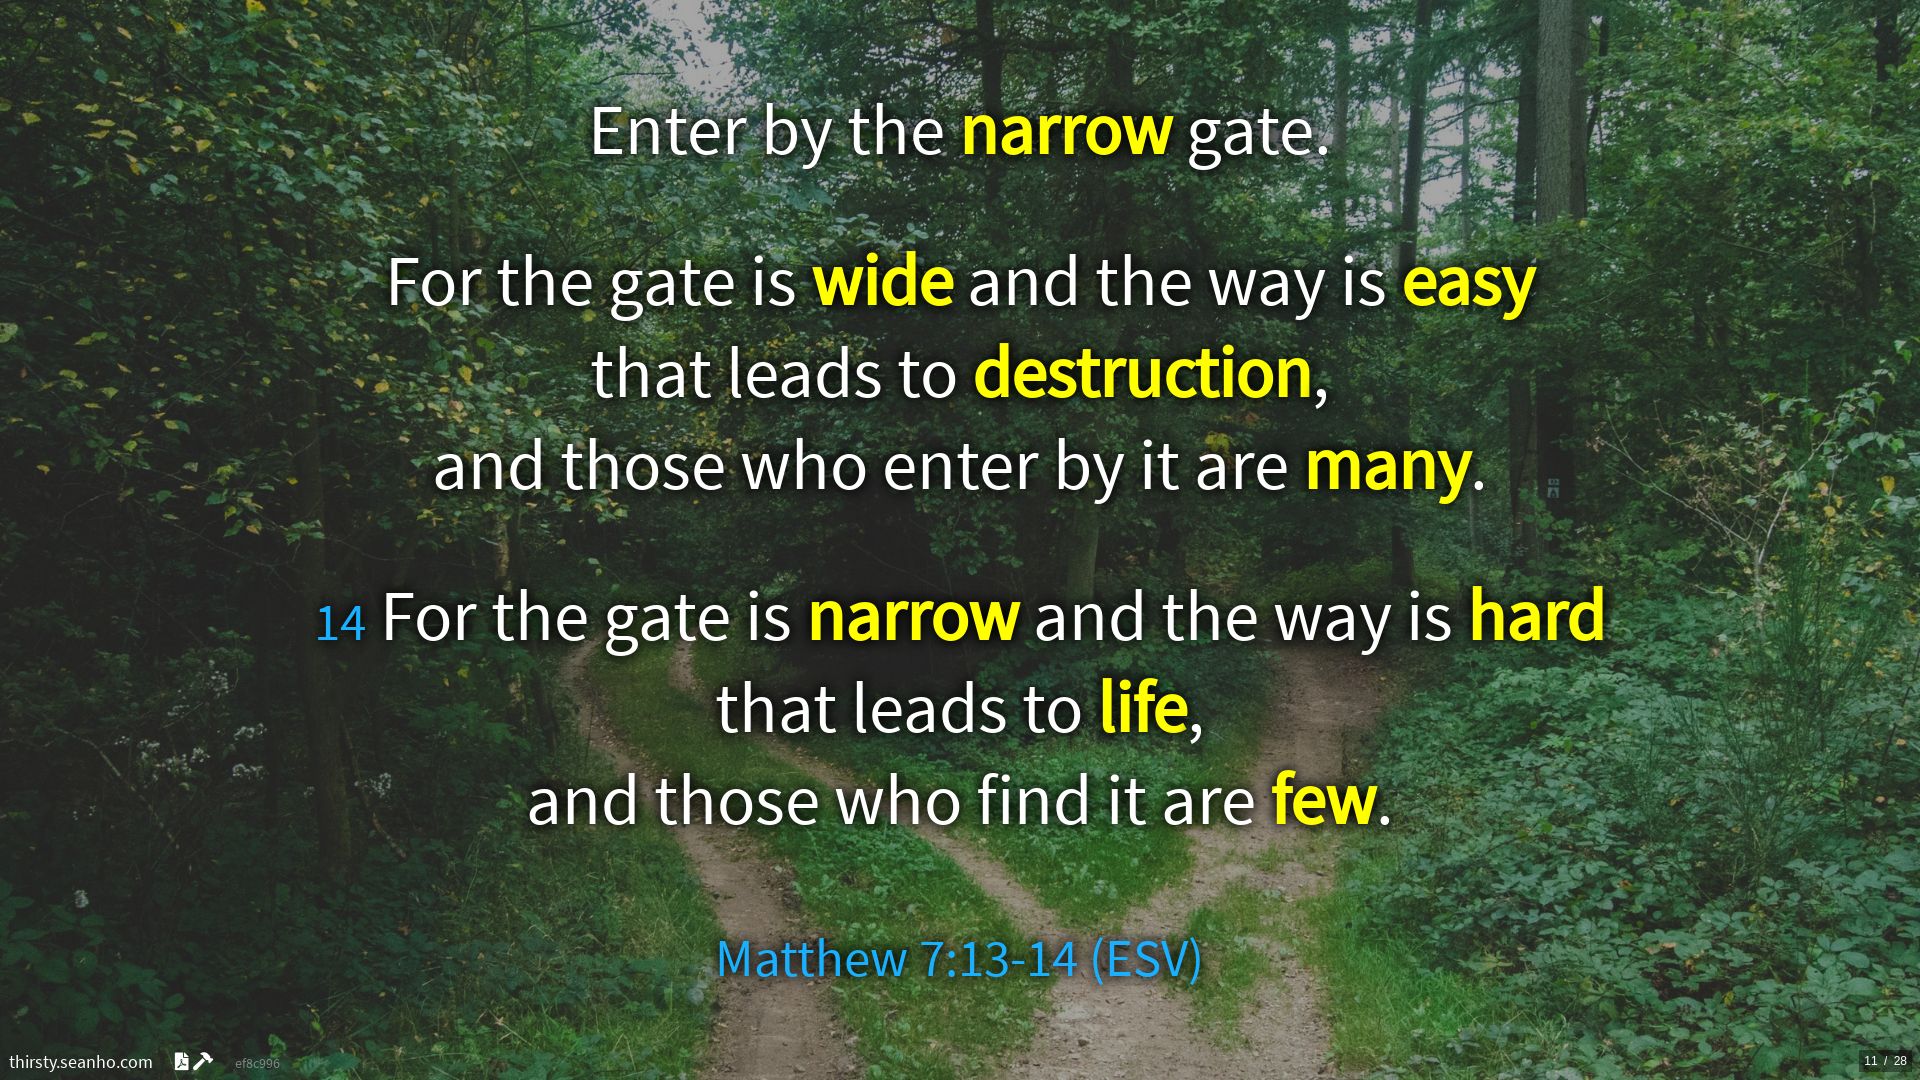 Enter by the narrow gate.
For the gate is wide and the way is easy
that leads to destruction,
and those who enter by it are many.
14 For the gate is narrow and the way is hard
that leads to life,
and those who find it are few.
Matthew 7:13-14 (ESV)
thirsty.seanho.com ef8c996
11 / 28